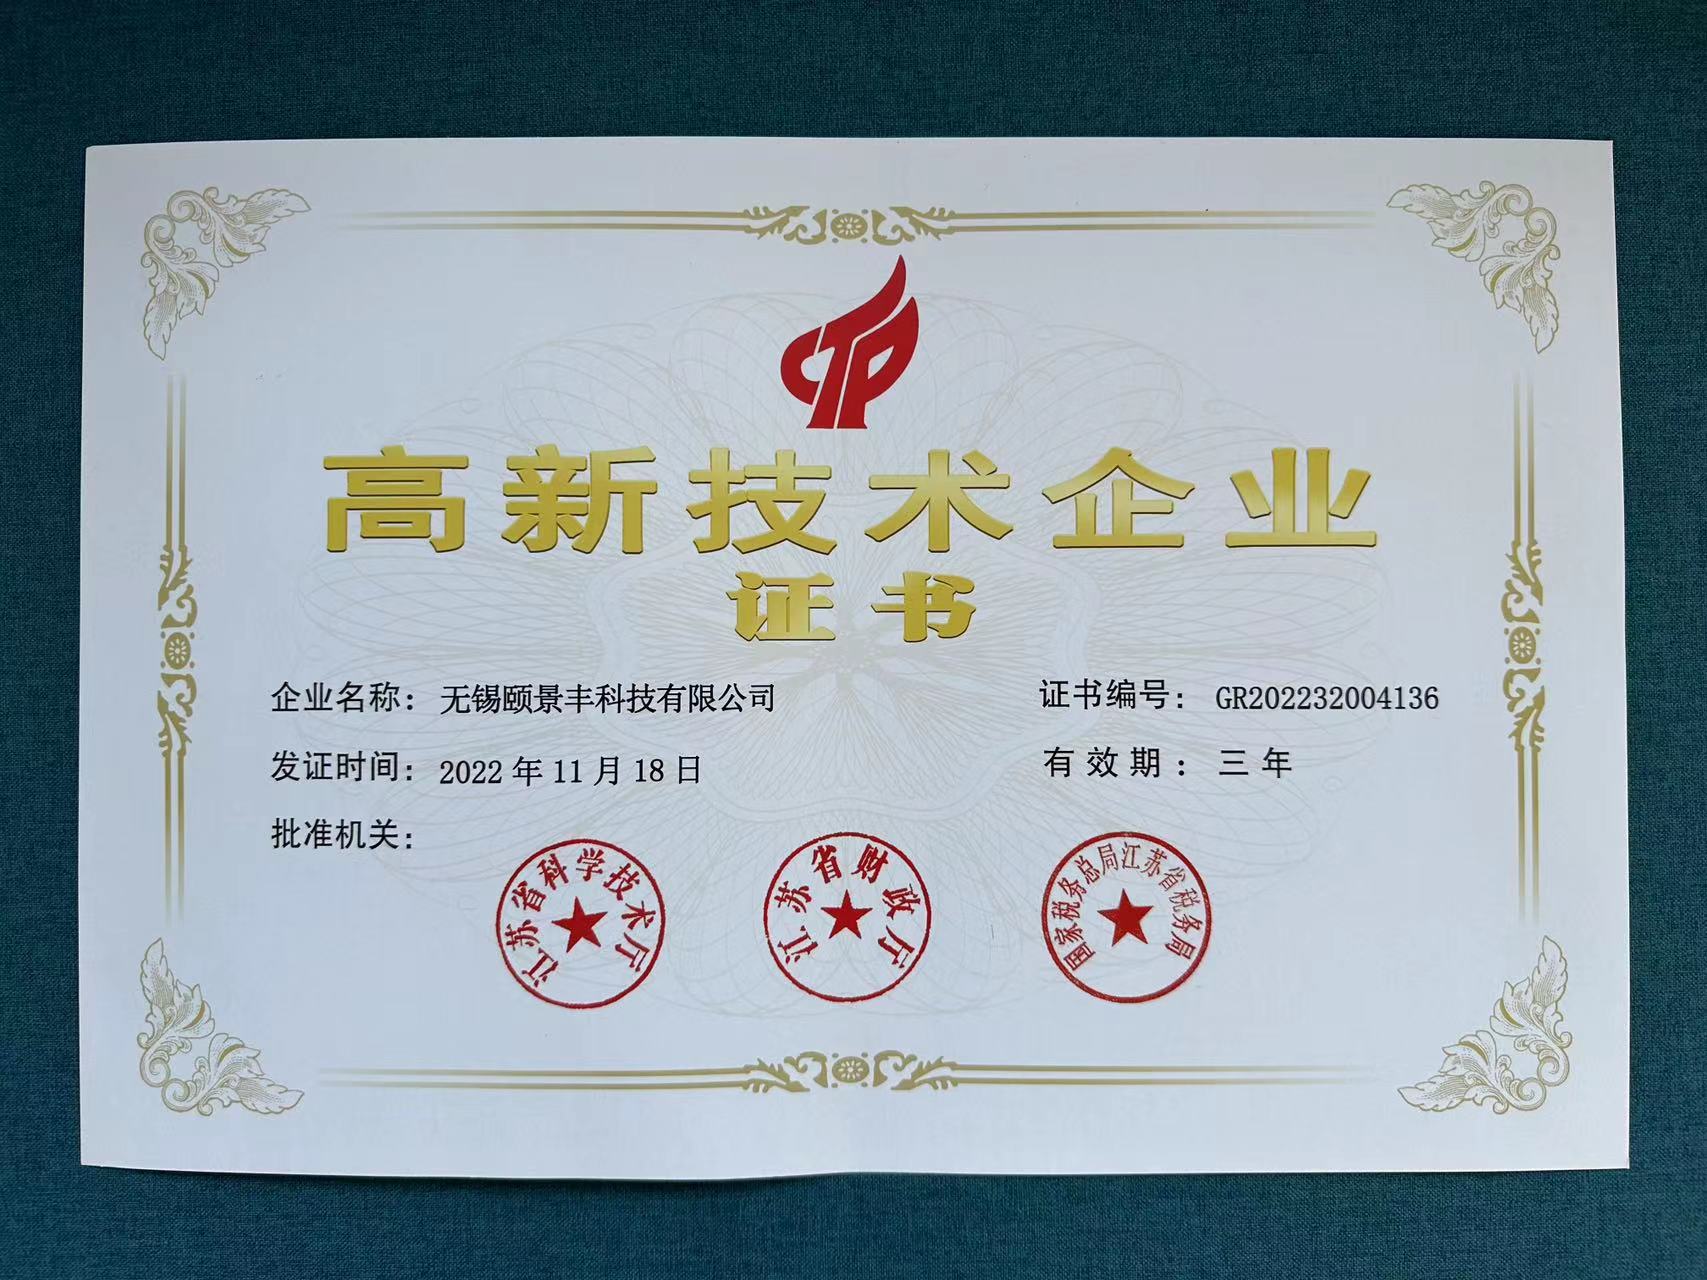 CTP
高新技术企业
证书
企业名称：无锡颐景丰科技有限公司
证书编号：GR202232004136
发证时间：2022年11月18日
有效期：三年
批准机关：
江苏省科学技术厅
江苏省财政厅
国家税务总局江苏省税务局